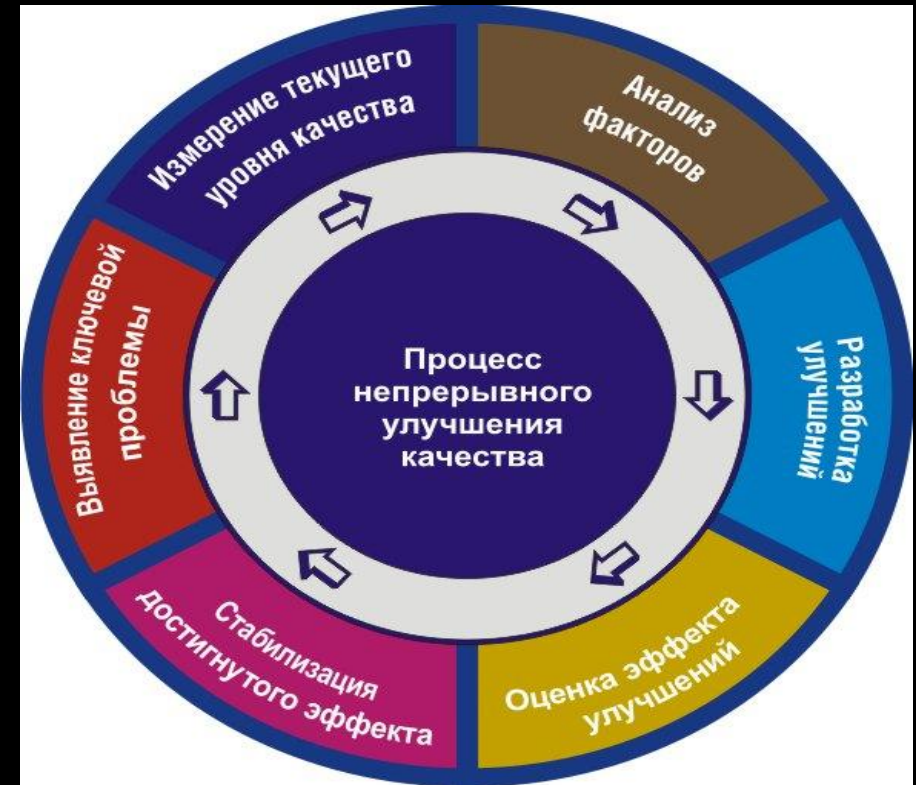 Измерение текущего
уровня качества
Анализ
факторов
Разработка
улучшений
Оценка эффекта
улучшений
Стабилизация
достигнутого эффекта
Выявление ключевой
проблемы
Процесс
непрерывного
улучшения
качества